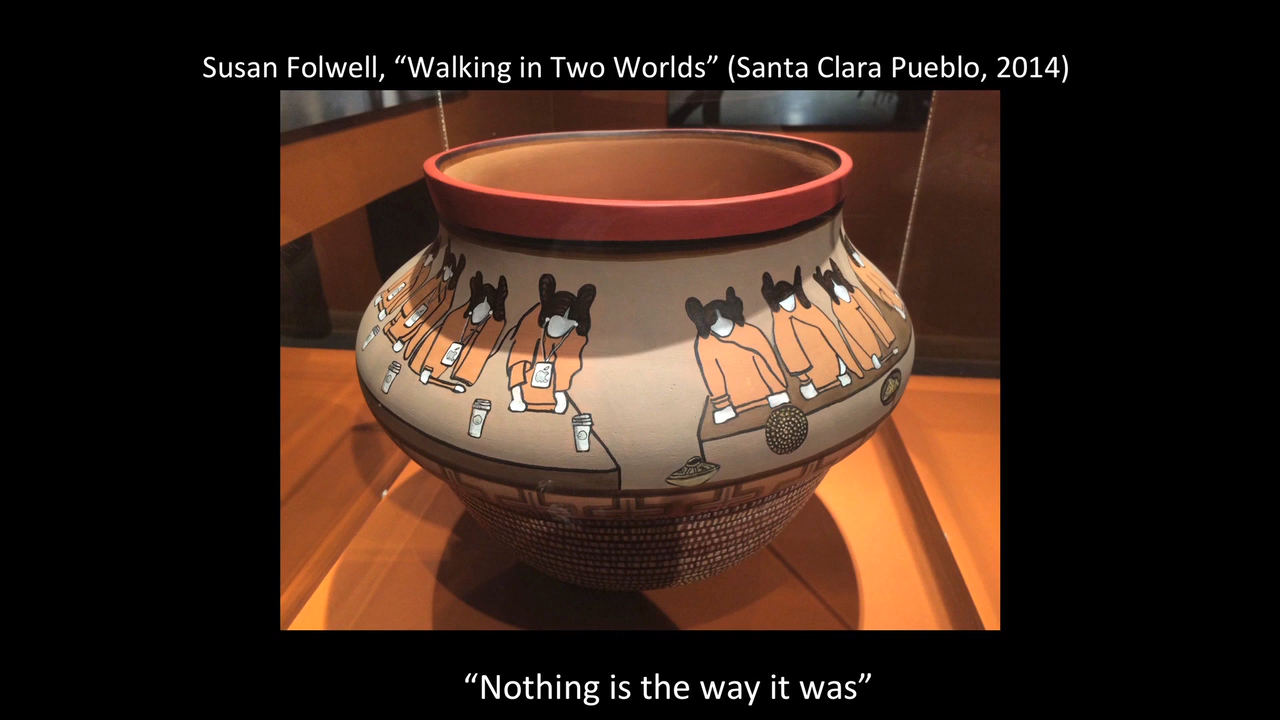 Susan Folwell, “Walking in Two Worlds” (Santa Clara Pueblo, 2014)
“Nothing is the way it was”